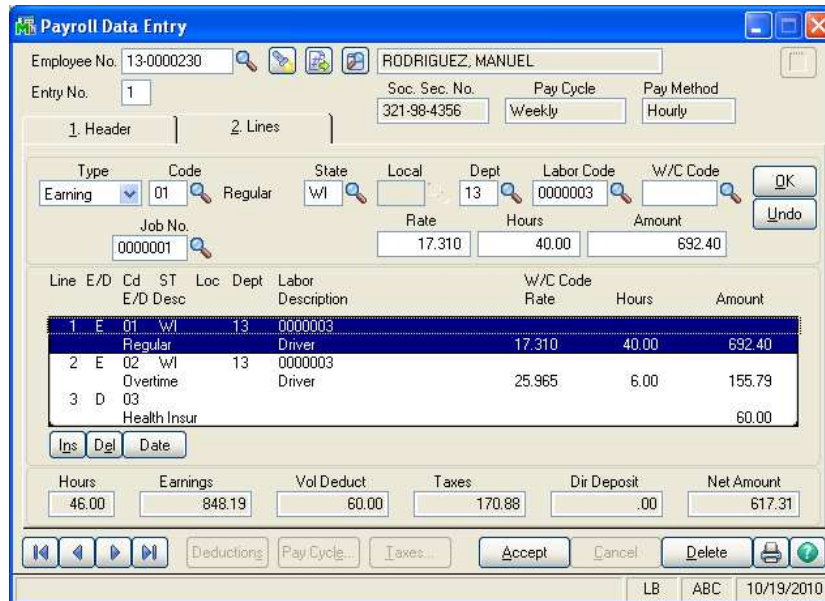 Payroll Data Entry
Employee No. 13-0000230 RODRIGUEZ, MANUEL
Entry No. 1 Soc. Sec. No. Pay Cycle Pay Method
321-98-4356 Weekly Hourly
1. Header 2. Lines
Type Code State Local Dept Labor Code W/C Code
Earning 01 Regular WI 13 0000003 OK
Job No. Rate Hours Amount Undo
0000001 17.310 40.00 692.40
Line E/D Cd ST Loc Dept Labor W/C Code
E/D Desc Description Rate Hours Amount
1 E 01 WI 13 0000003
Regular Driver 17.310 40.00 692.40
2 E 02 WI 13 0000003
Overtime Driver 25.965 6.00 155.79
3 D 03
Health Insur 60.00
Ins Del Date
Hours Earnings Vol Deduct Taxes Dir Deposit Net Amount
46.00 848.19 60.00 170.88 .00 617.31
Deductions Pay Cycle... Taxes... Accept Cancel Delete
LB ABC 10/19/2010